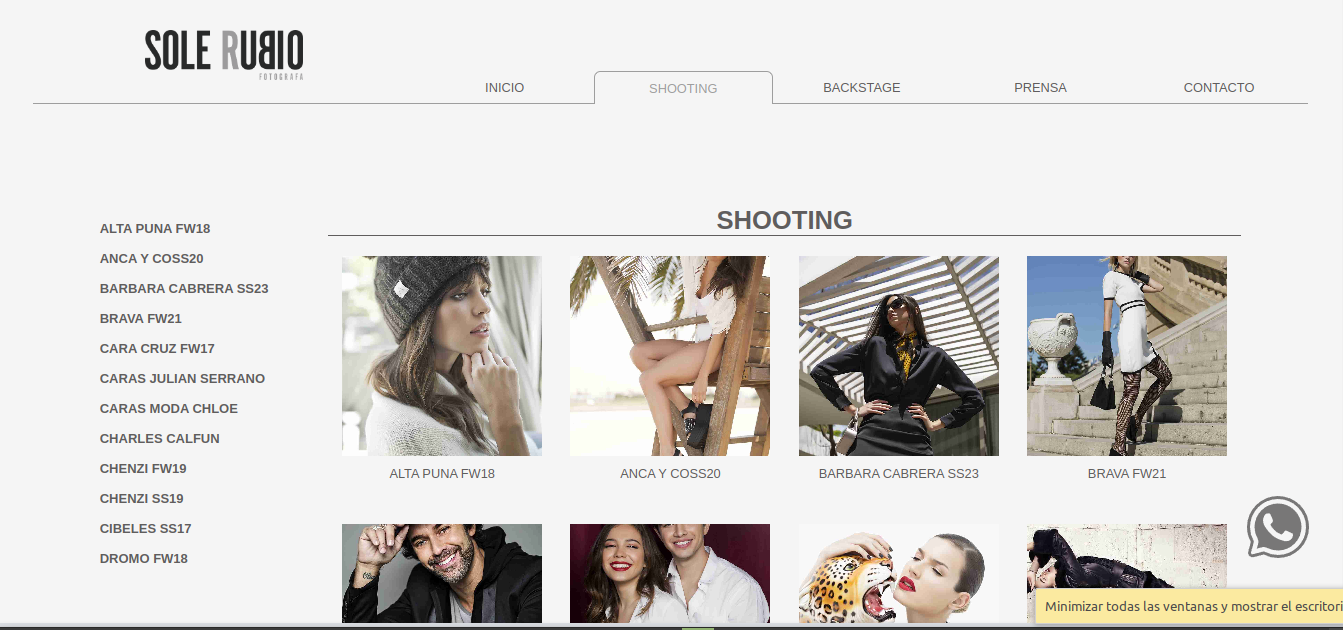 SOLE RUBIO
FOTOGRAFA
INICIO
SHOOTING
BACKSTAGE
PRENSA
CONTACTO
SHOOTING
ALTA PUNA FW18
ANCA Y COSS20
BARBARA CABRERA SS23
BRAVA FW21
CARA CRUZ FW17
CARAS JULIAN SERRANO
CARAS MODA CHLOE
CHARLES CALFUN
CHENZI FW19
CHENZI SS19
CIBELES SS17
DROMO FW18
ALTA PUNA FW18
ANCA Y COSS20
BARBARA CABRERA SS23
BRAVA FW21
Minimizar todas las ventanas y mostrar el escritori